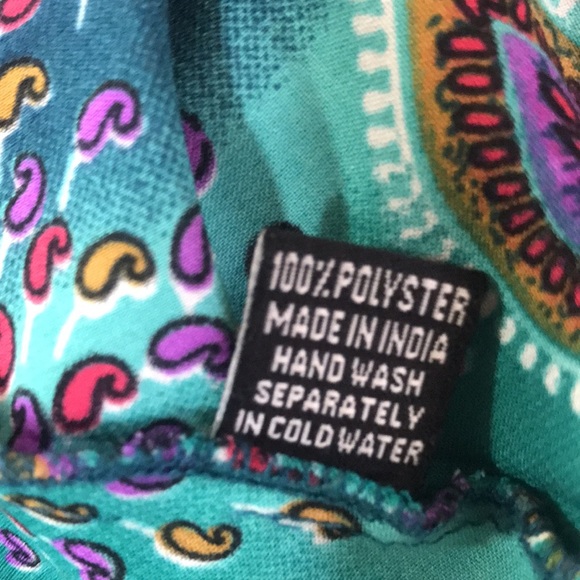 100% POLYSTER
MADE IN INDIA
HAND WASH
SEPARATELY
IN COLD WATER